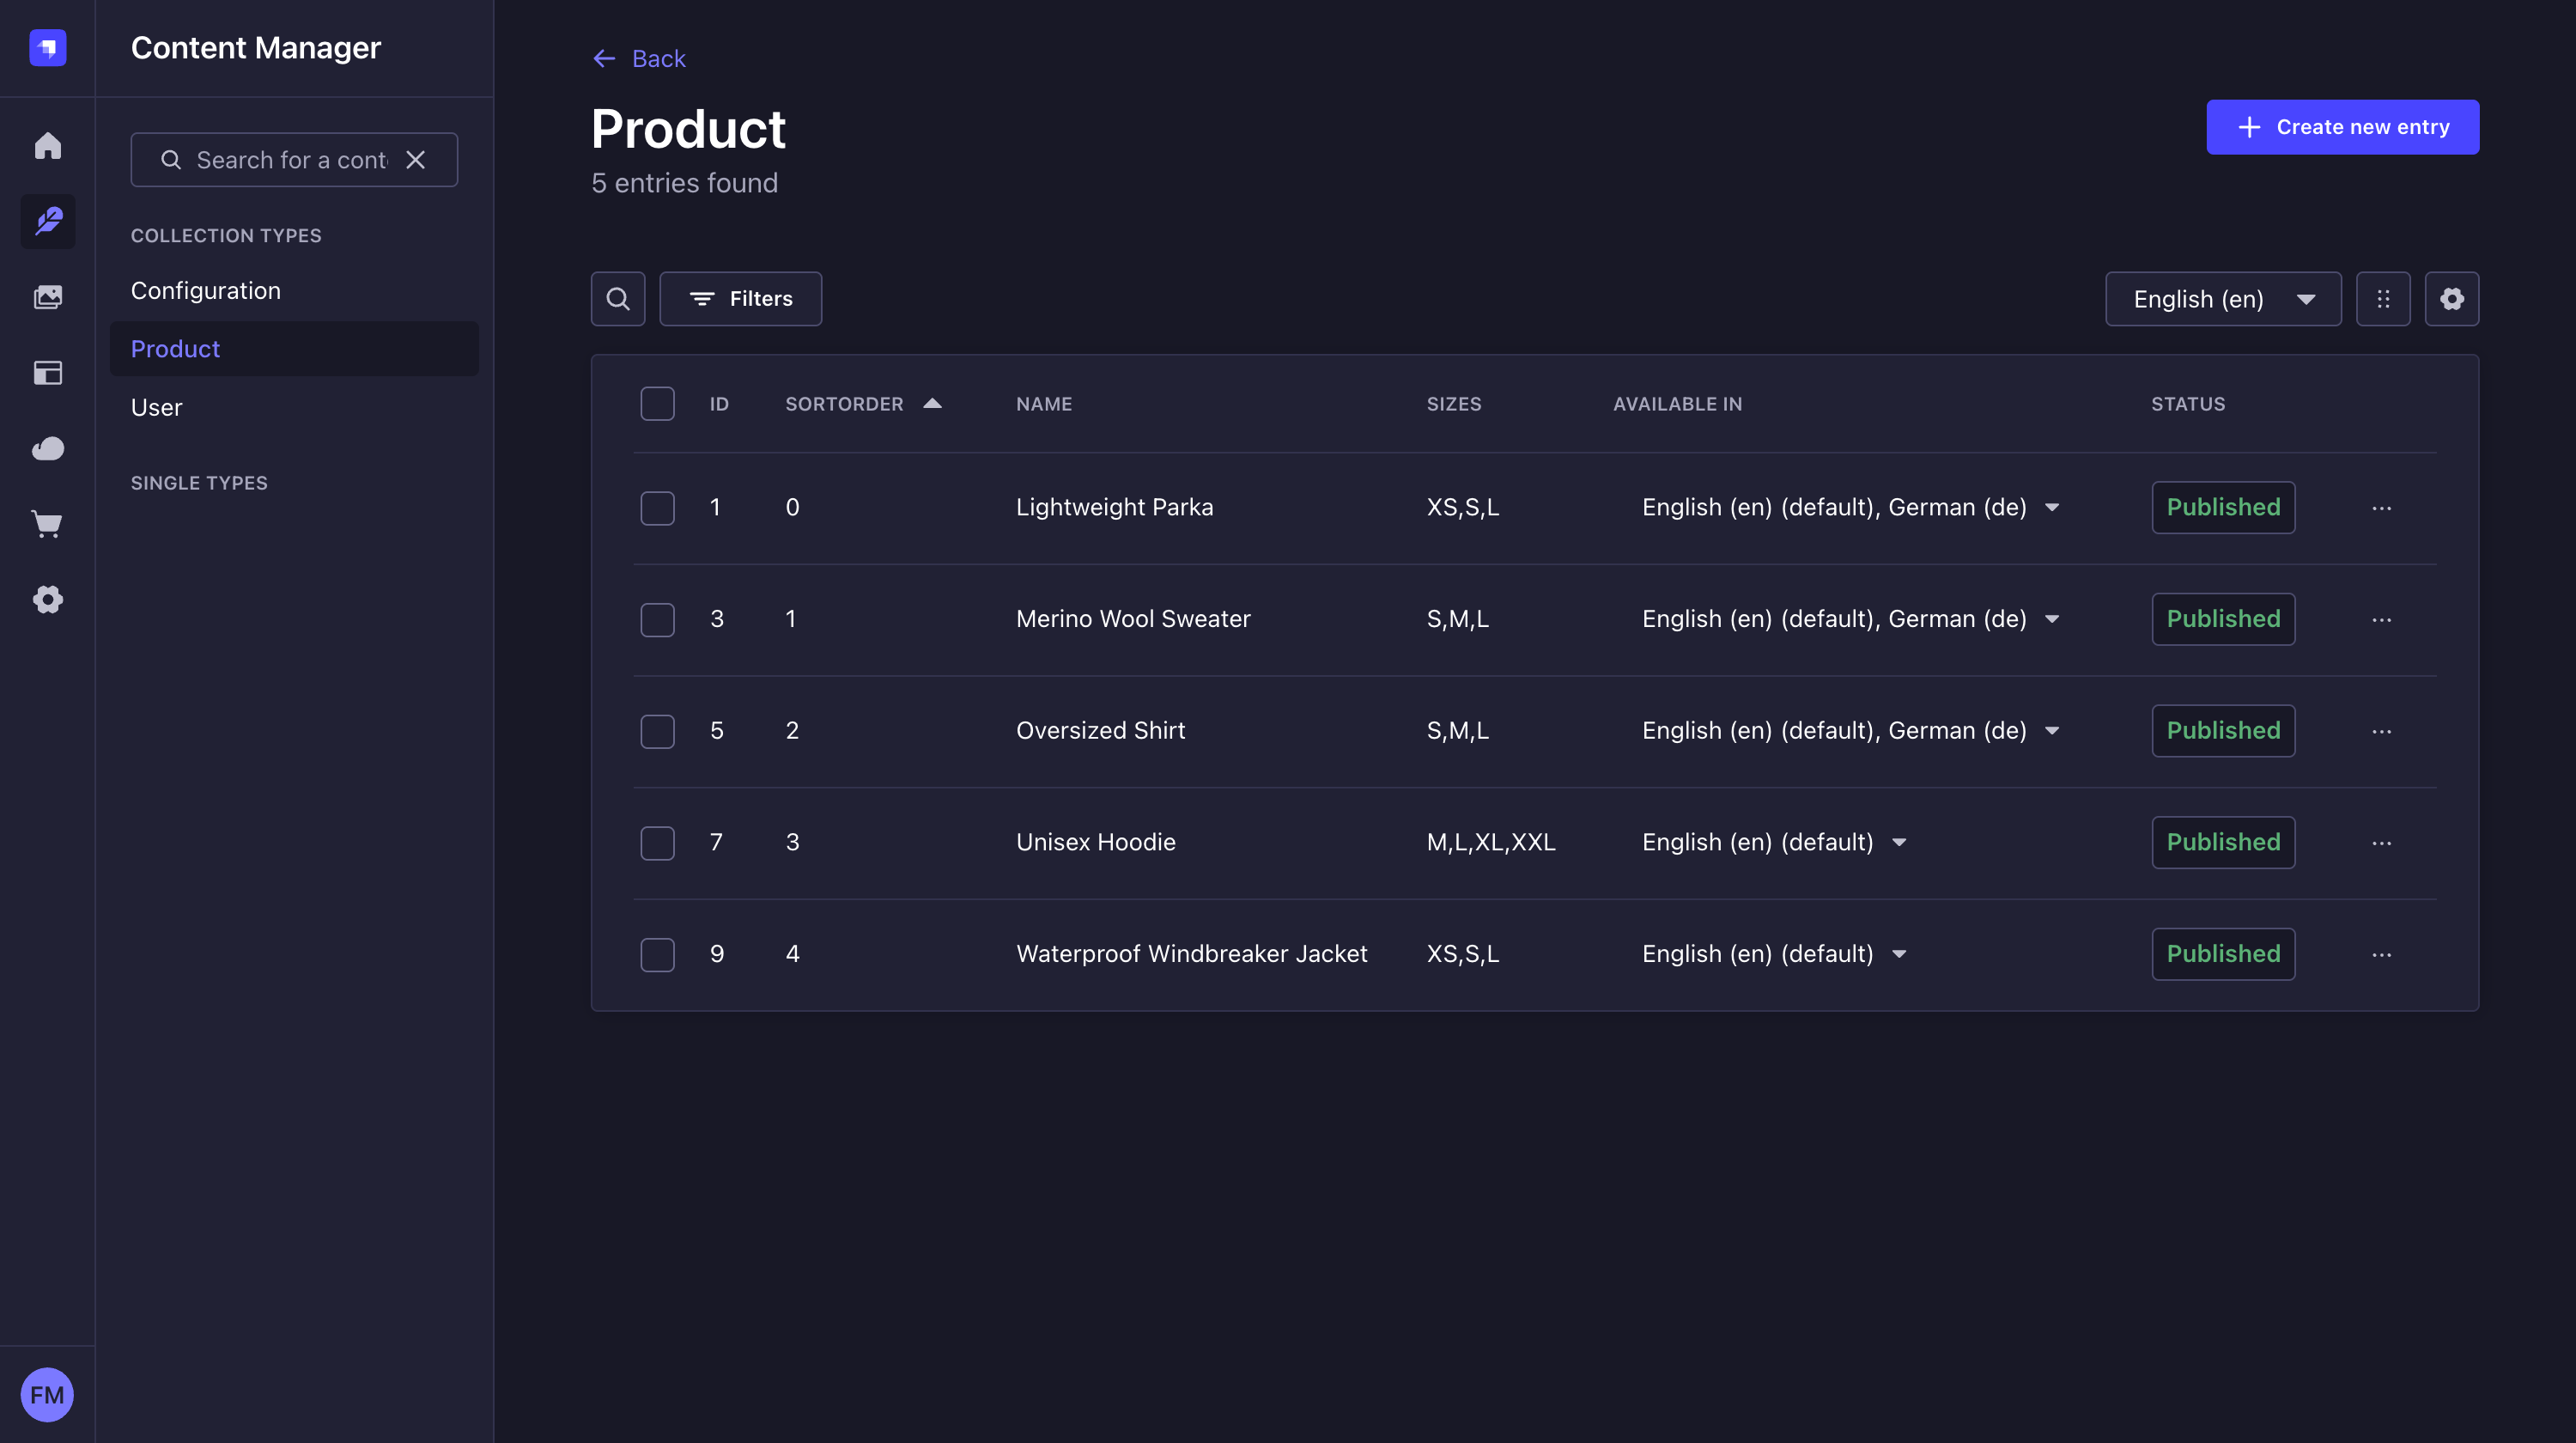 Content Manager
Search for a cont
COLLECTION TYPES
Configuration
Product
User
SINGLE TYPES
FM
Back
Product
5 entries found
Create new entry
Filters
English (en)
ID SORTORDER NAME SIZES AVAILABLE IN STATUS
1 0 Lightweight Parka XS,S,L English (en) (default), German (de) Published
3 1 Merino Wool Sweater S,M,L English (en) (default), German (de) Published
5 2 Oversized Shirt S,M,L English (en) (default), German (de) Published
7 3 Unisex Hoodie M,L,XL,XXL English (en) (default) Published
9 4 Waterproof Windbreaker Jacket XS,S,L English (en) (default) Published